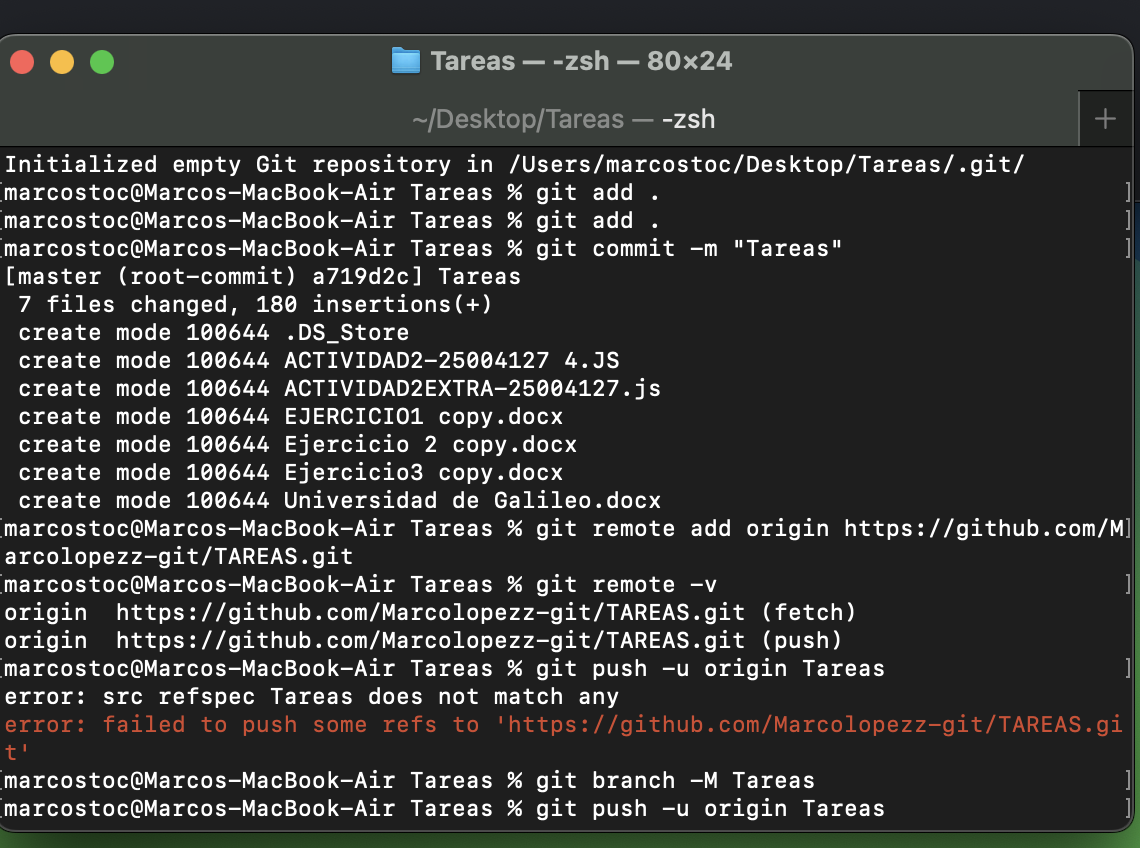 Tareas — -zsh — 80×24
~/Desktop/Tareas — -zsh
Initialized empty Git repository in /Users/marcostoc/Desktop/Tareas/.git/
[marcostoc@Marcos-MacBook-Air Tareas % git add . ]
[marcostoc@Marcos-MacBook-Air Tareas % git add . ]
[marcostoc@Marcos-MacBook-Air Tareas % git commit -m "Tareas" ]
[master (root-commit) a719d2c] Tareas
 7 files changed, 180 insertions(+)
 create mode 100644 .DS_Store
 create mode 100644 ACTIVIDAD2-25004127 4.JS
 create mode 100644 ACTIVIDAD2EXTRA-25004127.js
 create mode 100644 EJERCICIO1 copy.docx
 create mode 100644 Ejercicio 2 copy.docx
 create mode 100644 Ejercicio3 copy.docx
 create mode 100644 Universidad de Galileo.docx
[marcostoc@Marcos-MacBook-Air Tareas % git remote add origin https://github.com/M]
arcolopezz-git/TAREAS.git
[marcostoc@Marcos-MacBook-Air Tareas % git remote -v ]
origin  https://github.com/Marcolopezz-git/TAREAS.git (fetch)
origin  https://github.com/Marcolopezz-git/TAREAS.git (push)
[marcostoc@Marcos-MacBook-Air Tareas % git push -u origin Tareas ]
error: src refspec Tareas does not match any
error: failed to push some refs to 'https://github.com/Marcolopezz-git/TAREAS.gi
t'
[marcostoc@Marcos-MacBook-Air Tareas % git branch -M Tareas ]
[marcostoc@Marcos-MacBook-Air Tareas % git push -u origin Tareas ]